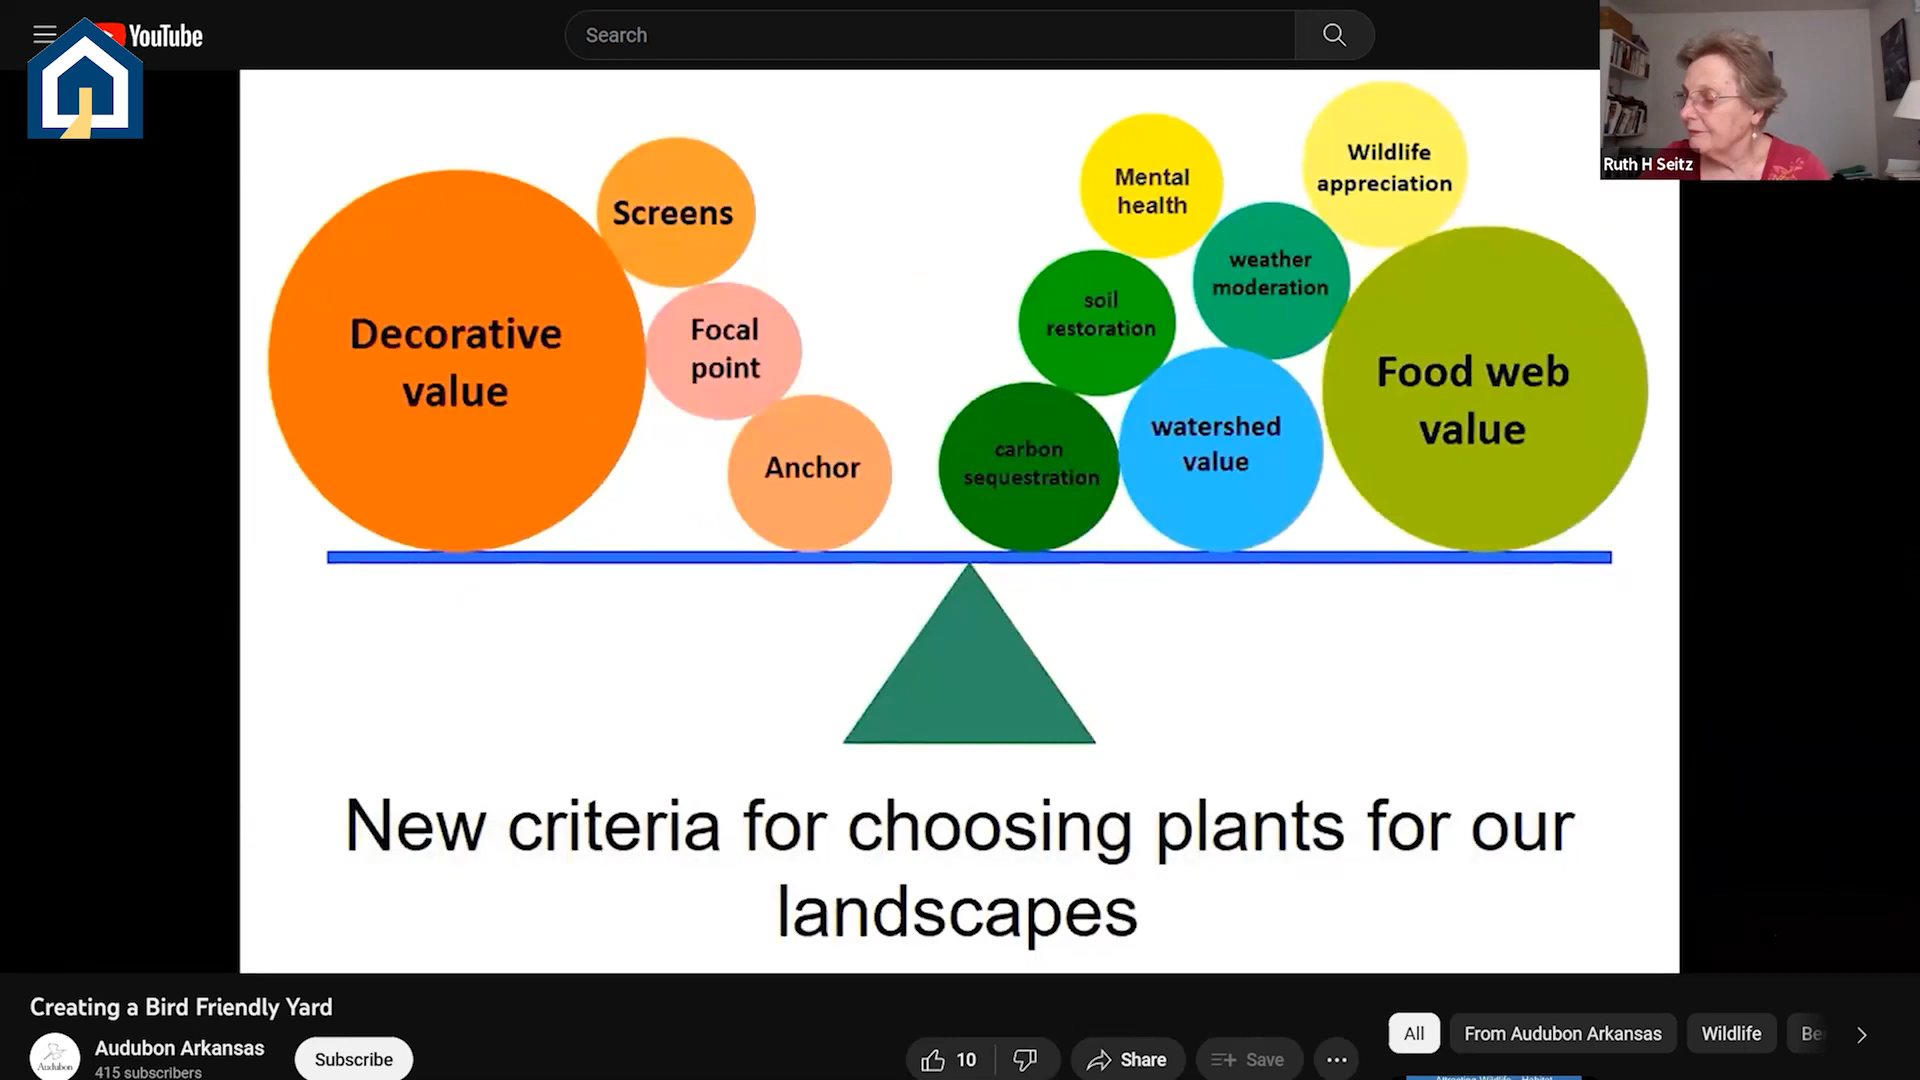 YouTube
Search
Ruth H Seitz
Decorative
value
Screens
Focal
point
Anchor
Mental
health
Wildlife
appreciation
weather
moderation
soil
restoration
carbon
sequestration
watershed
value
Food web
value
New criteria for choosing plants for our
landscapes
Creating a Bird Friendly Yard
Audubon
Audubon Arkansas
415 subscribers
Subscribe
10
Share
Save
All
From Audubon Arkansas
Wildlife